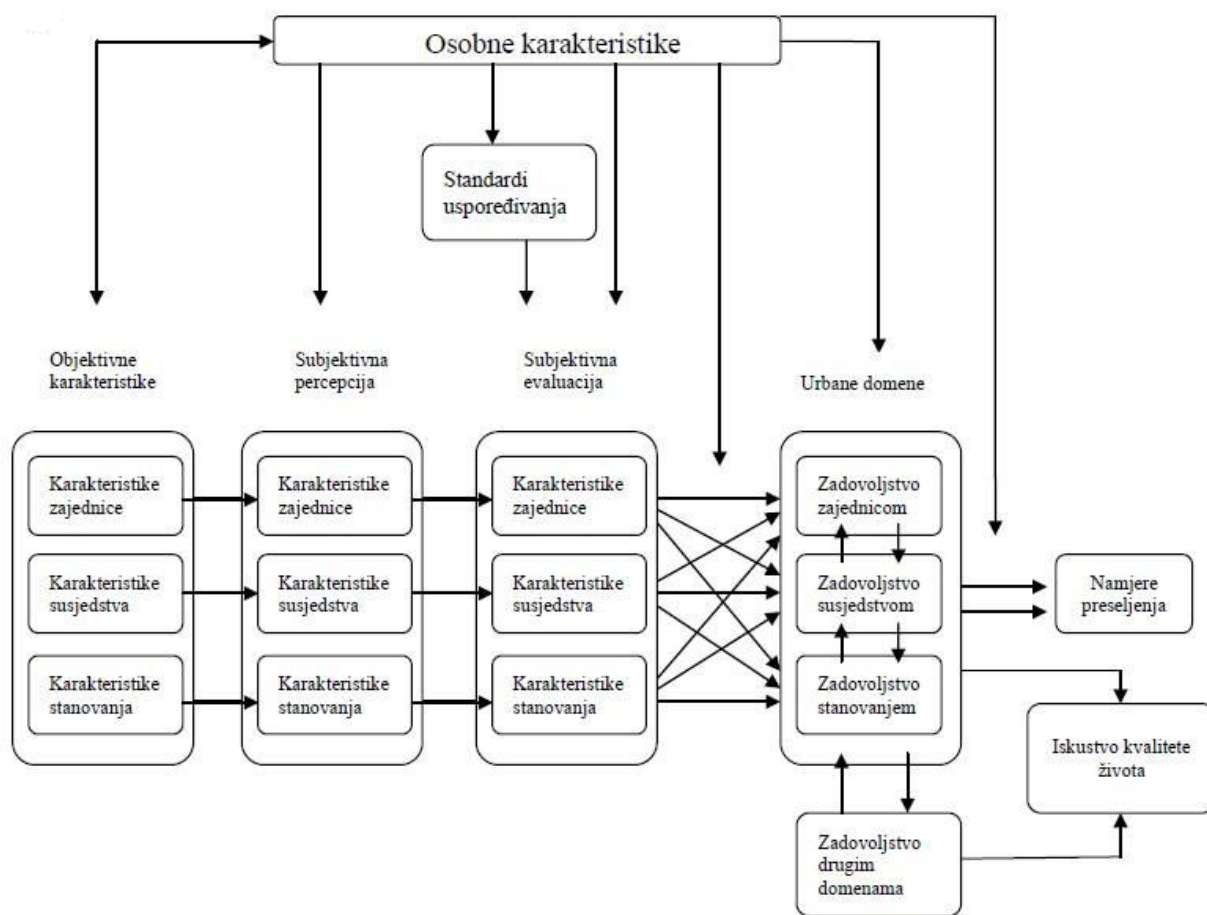 Osobne karakteristike
Standardi
uspoređivanja
Objektivne
karakteristike
Subjektivna
percepcija
Subjektivna
evaluacija
Urbane domene
Karakteristike
zajednice
Karakteristike
zajednice
Karakteristike
zajednice
Zadovoljstvo
zajednicom
Karakteristike
susjedstva
Karakteristike
susjedstva
Karakteristike
susjedstva
Zadovoljstvo
susjedstvom
Namjere
preseljenja
Karakteristike
stanovanja
Karakteristike
stanovanja
Karakteristike
stanovanja
Zadovoljstvo
stanovanjem
Iskustvo kvalitete
života
Zadovoljstvo
drugim
domenama